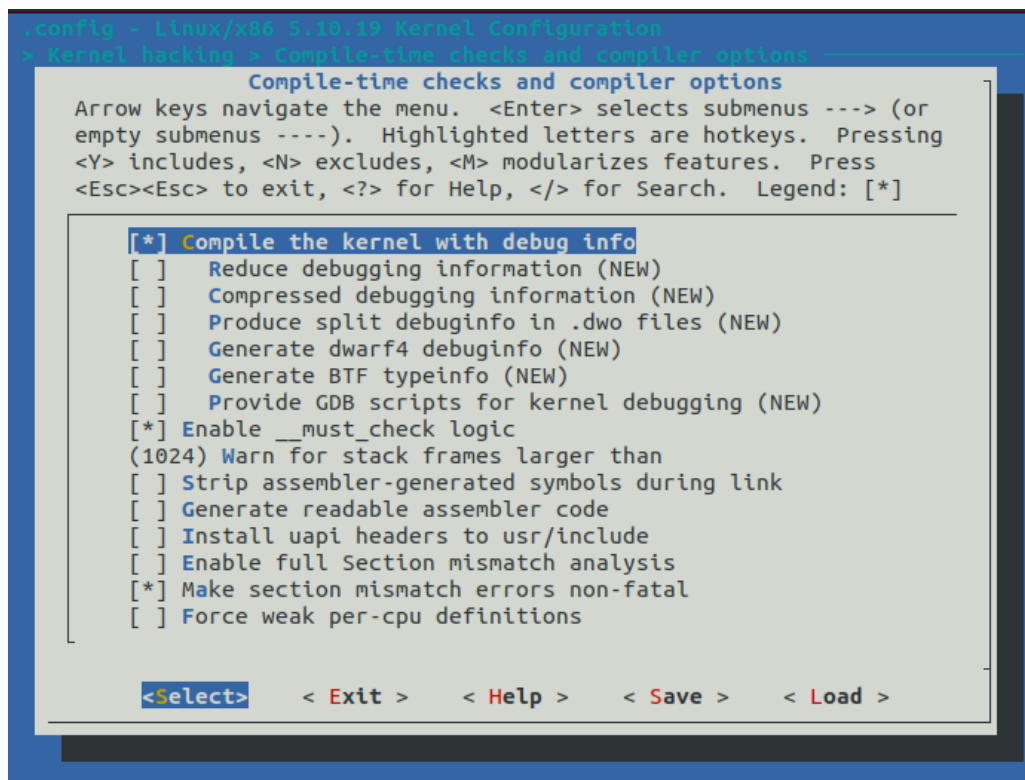 .config - Linux/x86 5.10.19 Kernel Configuration
> Kernel hacking > Compile-time checks and compiler options
Compile-time checks and compiler options
Arrow keys navigate the menu.  <Enter> selects submenus ---> (or
empty submenus ----).  Highlighted letters are hotkeys.  Pressing
<Y> includes, <N> excludes, <M> modularizes features.  Press
<Esc><Esc> to exit, <?> for Help, </> for Search.  Legend: [*]
[*] Compile the kernel with debug info
[ ]   Reduce debugging information (NEW)
[ ]   Compressed debugging information (NEW)
[ ]   Produce split debuginfo in .dwo files (NEW)
[ ]   Generate dwarf4 debuginfo (NEW)
[ ]   Generate BTF typeinfo (NEW)
[ ]   Provide GDB scripts for kernel debugging (NEW)
[*] Enable __must_check logic
(1024) Warn for stack frames larger than
[ ] Strip assembler-generated symbols during link
[ ] Generate readable assembler code
[ ] Install uapi headers to usr/include
[ ] Enable full Section mismatch analysis
[*] Make section mismatch errors non-fatal
[ ] Force weak per-cpu definitions
<Select>    < Exit >    < Help >    < Save >    < Load >